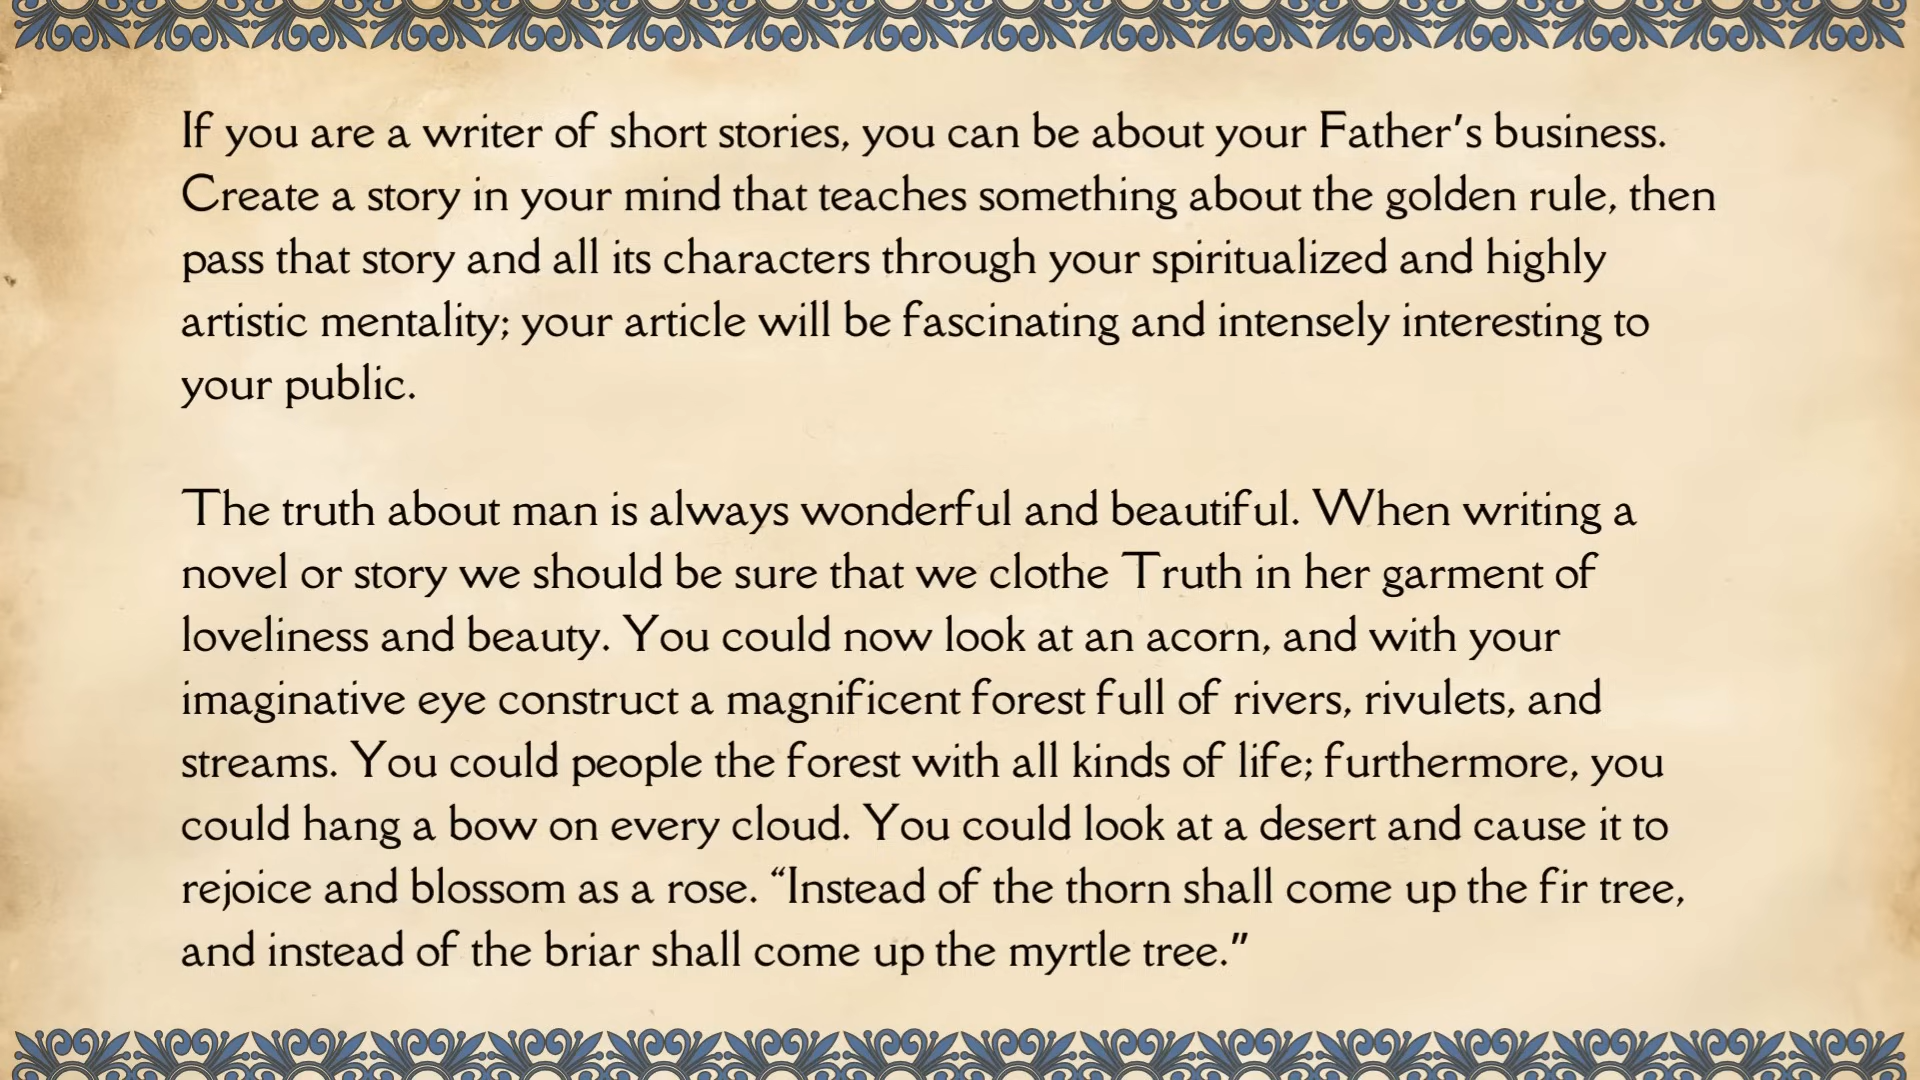 If you are a writer of short stories, you can be about your Father's business.
Create a story in your mind that teaches something about the golden rule, then
pass that story and all its characters through your spiritualized and highly
artistic mentality; your article will be fascinating and intensely interesting to
your public.
The truth about man is always wonderful and beautiful. When writing a
novel or story we should be sure that we clothe Truth in her garment of
loveliness and beauty. You could now look at an acorn, and with your
imaginative eye construct a magnificent forest full of rivers, rivulets, and
streams. You could people the forest with all kinds of life; furthermore, you
could hang a bow on every cloud. You could look at a desert and cause it to
rejoice and blossom as a rose. “Instead of the thorn shall come up the fir tree,
and instead of the briar shall come up the myrtle tree.”